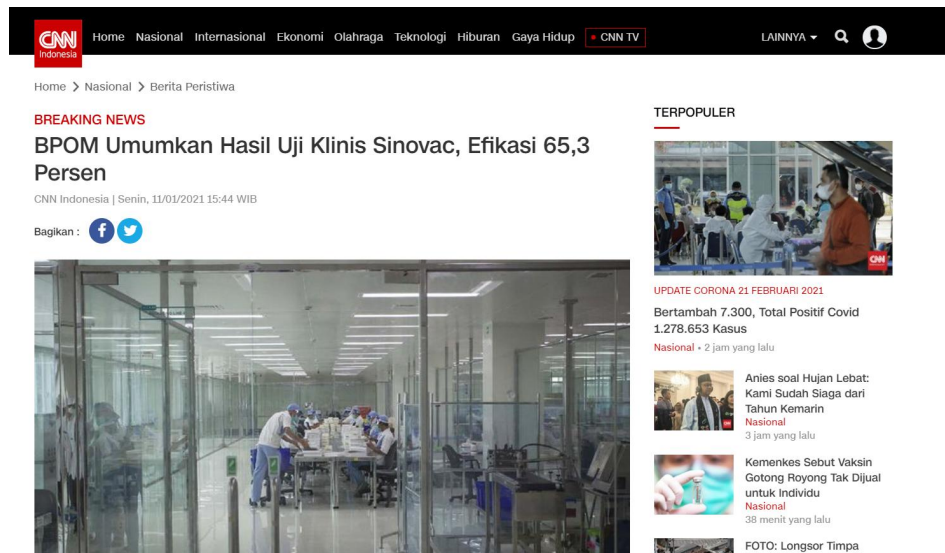 CNN
Indonesia
Home Nasional Internasional Ekonomi Olahraga Teknologi Hiburan Gaya Hidup • CNN TV
LAINNYA
Home > Nasional > Berita Peristiwa
BREAKING NEWS
BPOM Umumkan Hasil Uji Klinis Sinovac, Efikasi 65,3
Persen
CNN Indonesia | Senin, 11/01/2021 15:44 WIB
Bagikan :
TERPOPULER
CNN
UPDATE CORONA 21 FEBRUARI 2021
Bertambah 7.300, Total Positif Covid
1.278.653 Kasus
Nasional • 2 jam yang lalu
Anies soal Hujan Lebat:
Kami Sudah Siaga dari
Tahun Kemarin
Nasional
3 jam yang lalu
Kemenkes Sebut Vaksin
Gotong Royong Tak Dijual
untuk Individu
Nasional
38 menit yang lalu
FOTO: Longsor Timpa